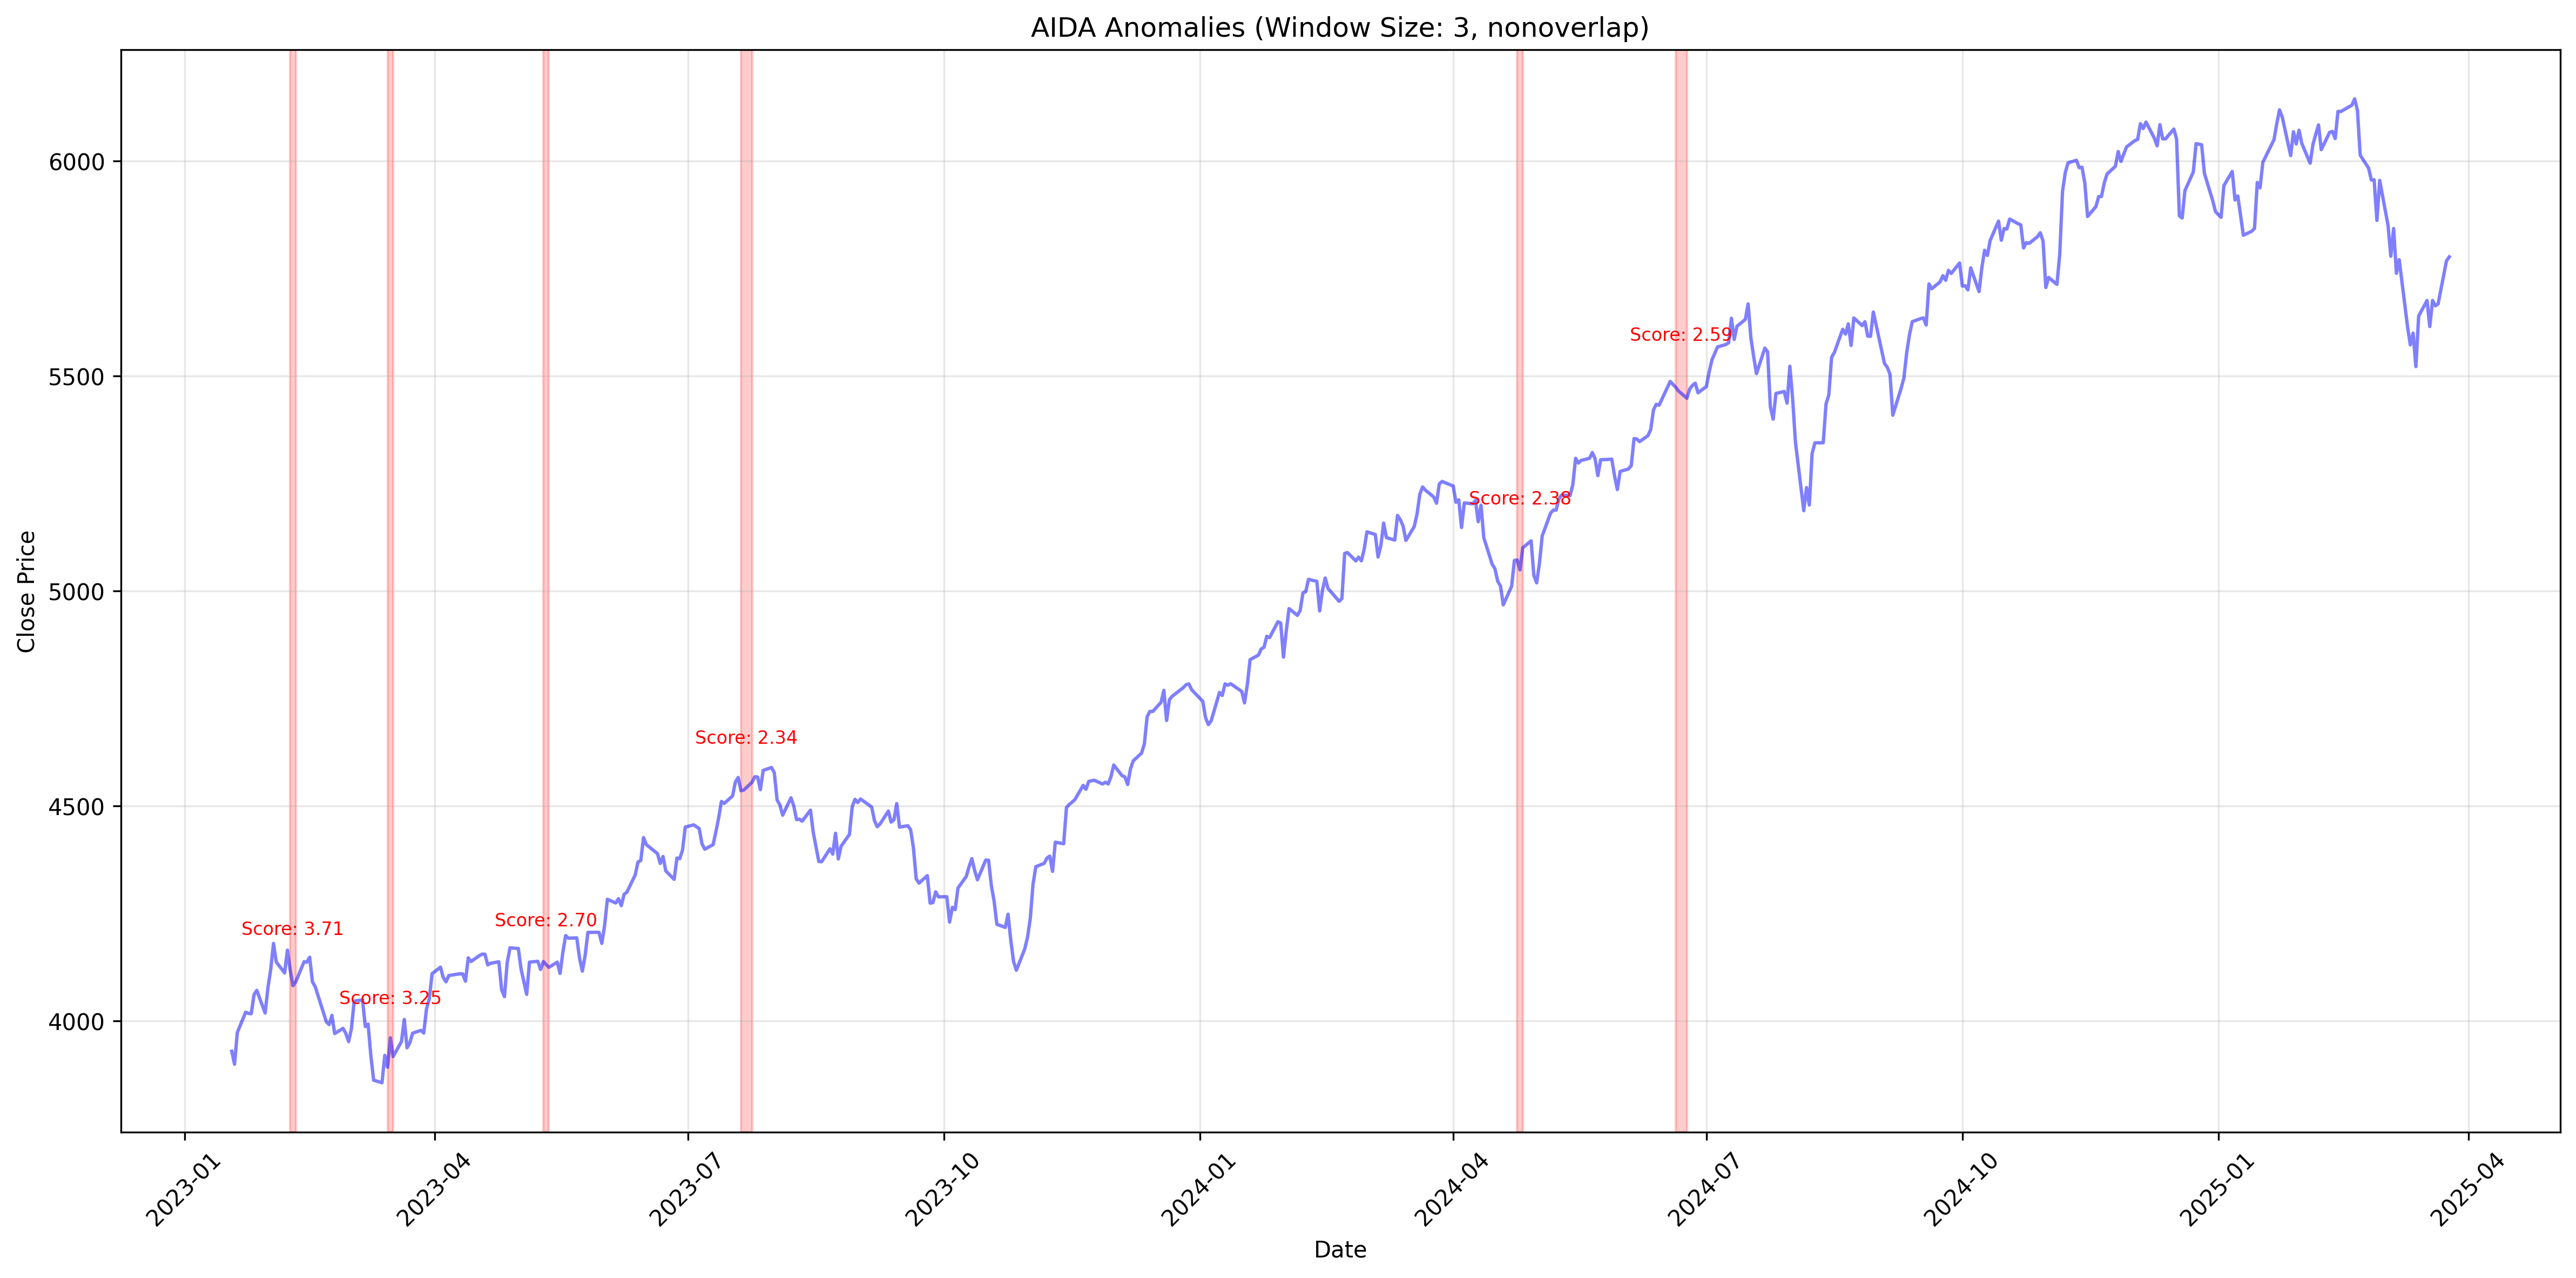 AIDA Anomalies (Window Size: 3, nonoverlap)
Close Price
6000
5500
5000
4500
4000
Score: 3.71
Score: 3.25
Score: 2.70
Score: 2.34
Score: 2.38
Score: 2.59
2023-01
2023-04
2023-07
2023-10
2024-01
2024-04
2024-07
2024-10
2025-01
2025-04
Date